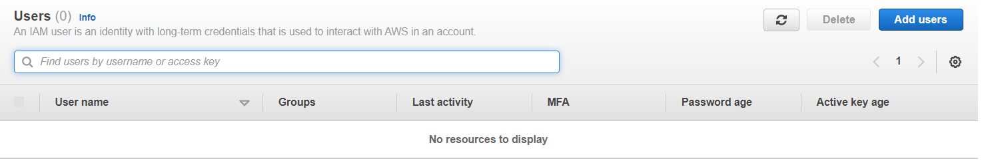 Users (0) Info
An IAM user is an identity with long-term credentials that is used to interact with AWS in an account.
Delete
Add users
Find users by username or access key
1
User name Groups Last activity MFA Password age Active key age
No resources to display